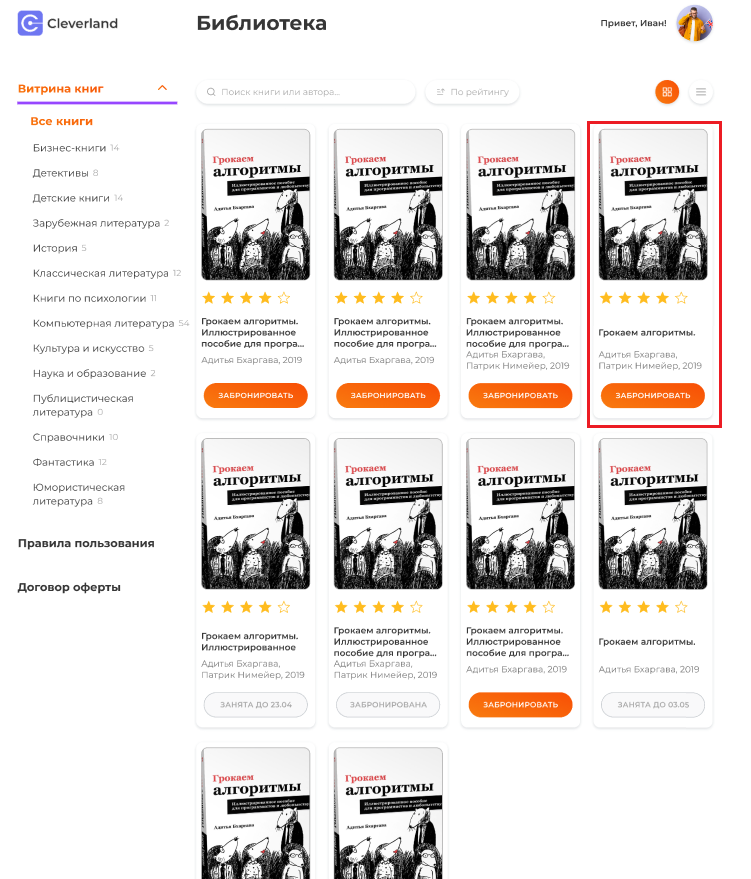 Cleverland
Библиотека
Привет, Иван!
Витрина книг
Все книги
Бизнес-книги 14
Детективы 8
Детские книги 14
Зарубежная литература 2
История 5
Классическая литература 12
Книги по психологии 11
Компьютерная литература 54
Культура и искусство 5
Наука и образование 2
Публицистическая
литература 0
Справочники 10
Фантастика 12
Юмористическая
литература 8
Правила пользования
Договор оферты
Поиск книги или автора...
По рейтингу
Грокаем
алгоритмы
Иллюстрированное пособие
для программистов и любопытствующих
Адитья Бхаргава
Грокаем алгоритмы.
Иллюстрированное
пособие для програ...
Адитья Бхаргава, 2019
ЗАБРОНИРОВАТЬ
Грокаем
алгоритмы
Иллюстрированное пособие
для программистов и любопытствующих
Адитья Бхаргава
Грокаем алгоритмы.
Иллюстрированное
пособие для програ...
Адитья Бхаргава, 2019
ЗАБРОНИРОВАТЬ
Грокаем
алгоритмы
Иллюстрированное пособие
для программистов и любопытствующих
Адитья Бхаргава
Грокаем алгоритмы.
Иллюстрированное
пособие для програ...
Адитья Бхаргава,
Патрик Нимейер, 2019
ЗАБРОНИРОВАТЬ
Грокаем
алгоритмы
Иллюстрированное пособие
для программистов и любопытствующих
Адитья Бхаргава
Грокаем алгоритмы.
Адитья Бхаргава,
Патрик Нимейер, 2019
ЗАБРОНИРОВАТЬ
Грокаем
алгоритмы
Иллюстрированное пособие
для программистов и любопытствующих
Адитья Бхаргава
Грокаем алгоритмы.
Иллюстрированное
Адитья Бхаргава,
Патрик Нимейер, 2019
ЗАНЯТА ДО 23.04
Грокаем
алгоритмы
Иллюстрированное пособие
для программистов и любопытствующих
Адитья Бхаргава
Грокаем алгоритмы.
Иллюстрированное
пособие для програ...
Адитья Бхаргава,
Патрик Нимейер, 2019
ЗАБРОНИРОВАНА
Грокаем
алгоритмы
Иллюстрированное пособие
для программистов и любопытствующих
Адитья Бхаргава
Грокаем алгоритмы.
Иллюстрированное
пособие для програ...
Адитья Бхаргава, 2019
ЗАБРОНИРОВАТЬ
Грокаем
алгоритмы
Иллюстрированное пособие
для программистов и любопытствующих
Адитья Бхаргава
Грокаем алгоритмы.
Адитья Бхаргава, 2019
ЗАНЯТА ДО 03.05
Грокаем
алгоритмы
Иллюстрированное пособие
для программистов и любопытствующих
Адитья Бхаргава
Грокаем
алгоритмы
Иллюстрированное пособие
для программистов и любопытствующих
Адитья Бхаргава